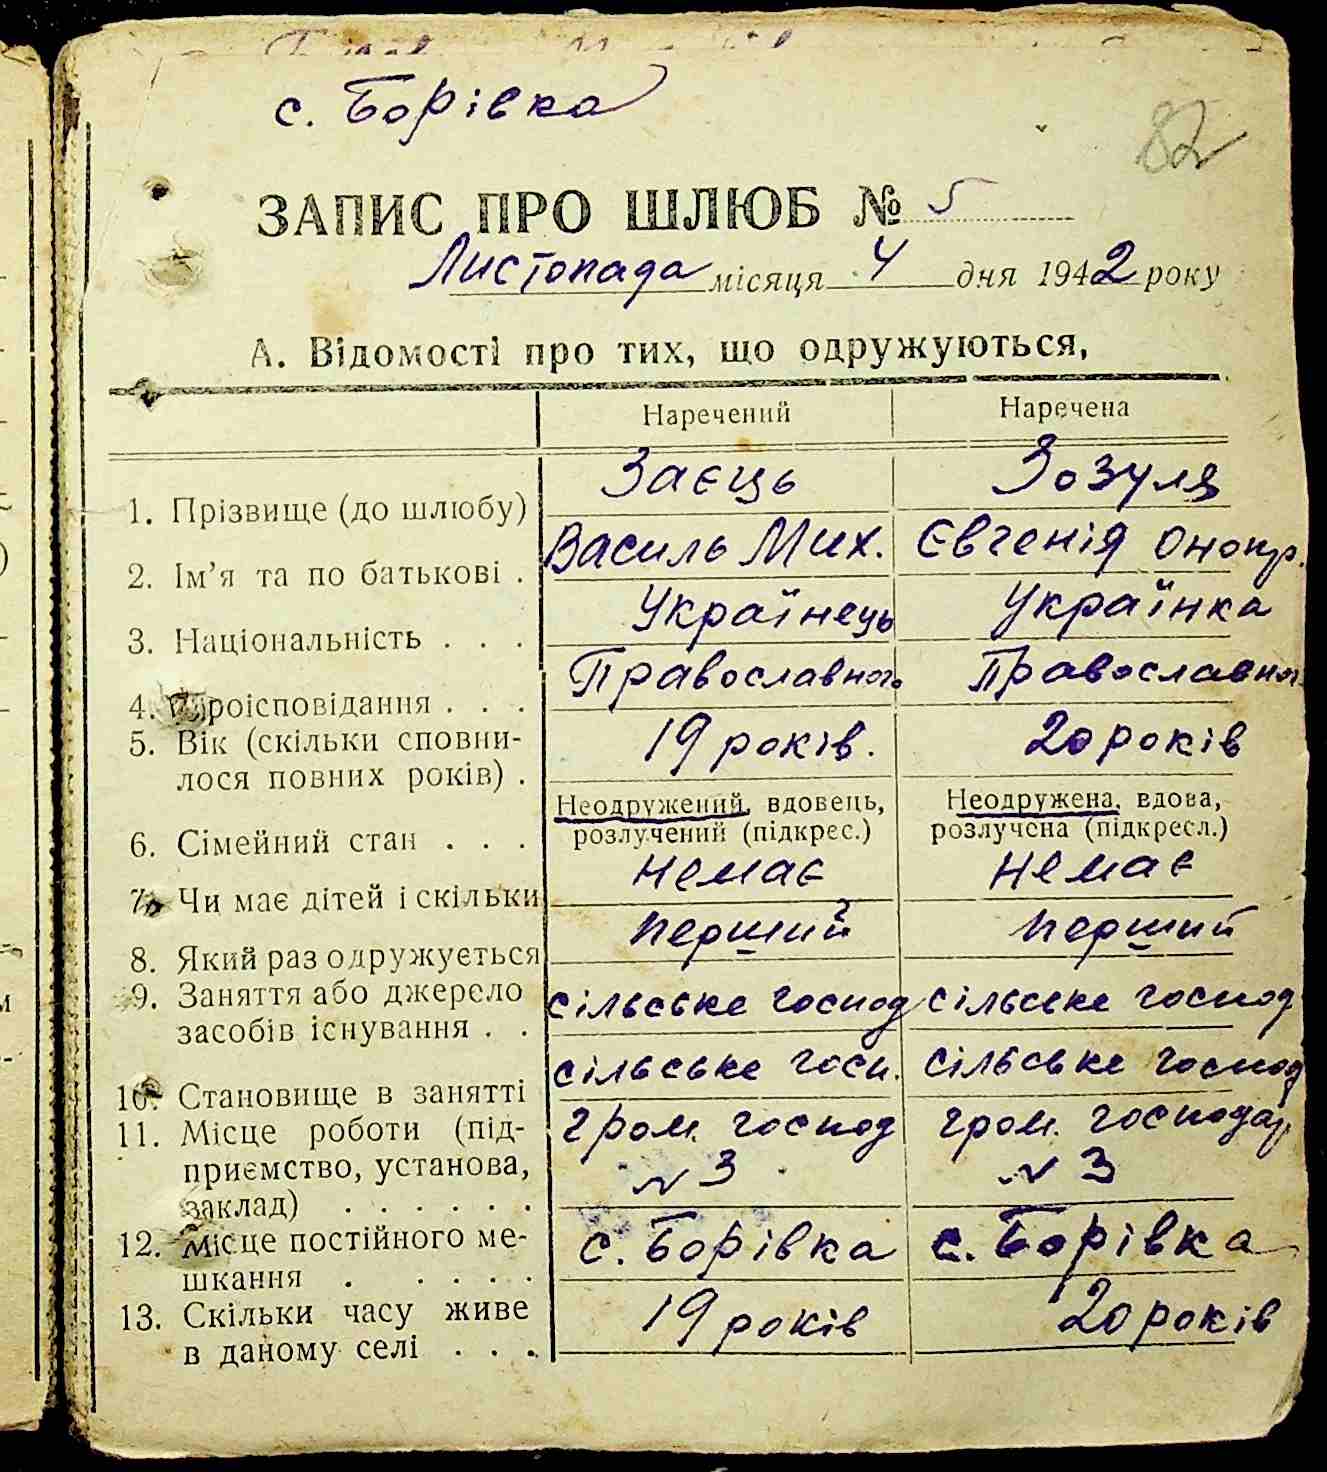 с. Борівка
82
ЗАПИС ПРО ШЛЮБ № 5
Листопада місяця 4 дня 1942 року
А. Відомості про тих, що одружуються,
Наречений Наречена
1. Прізвище (до шлюбу) Заєць Зозуля
2. Ім'я та по батькові . Василь Мих. Євгенія Онопр.
3. Національність . . . Українець Українка
4. Віроісповідання . . . Православного Православного
5. Вік (скільки сповни- 19 років. 20 років
лося повних років) .
Неодружений, вдовець, Неодружена, вдова,
6. Сімейний стан . . . розлучений (підкрес.) розлучена (підкресл.)
7. Чи має дітей і скільки немає немає
8. Який раз одружується перший перший
9. Заняття або джерело сільське господ сільське господ
засобів існування . .
10. Становище в занятті сільське госп. сільське господ
11. Місце роботи (під- гром. господ гром. господар.
приємство, установа, № 3 № 3
заклад) . . . . . .
12. Місце постійного ме- с. Борівка с. Борівка
шкання . . . . .
13. Скільки часу живе 19 років 20 років
в даному селі . . .